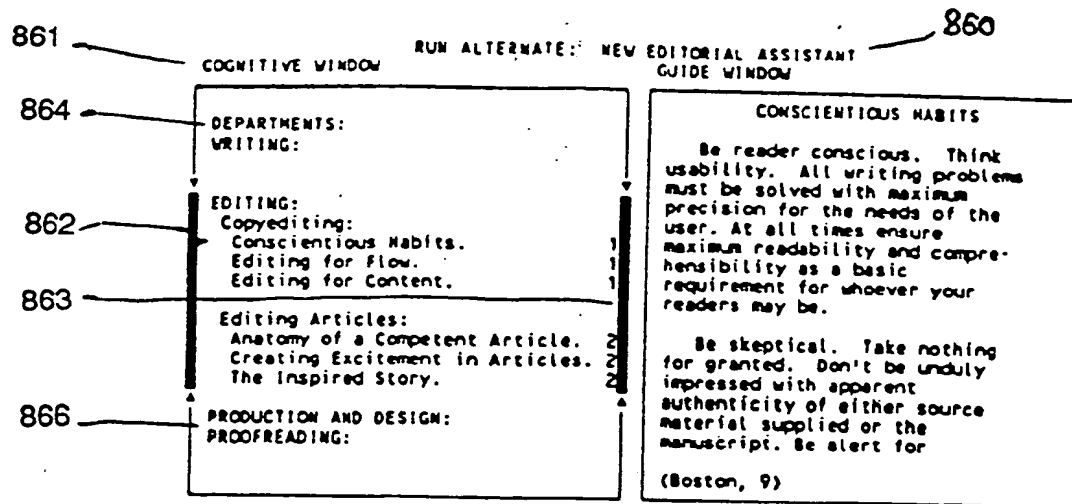 860
861
RUN ALTERNATE: NEW EDITORIAL ASSISTANT
COGNITIVE WINDOW
GUIDE WINDOW
864
DEPARTMENTS:
WRITING:
862
EDITING:
Copyediting:
Conscientious Habits. 1
Editing for Flow. 1
Editing for Content. 1
863
Editing Articles:
Anatomy of a Competent Article. 2
Creating Excitement in Articles. 2
The Inspired Story. 2
866
PRODUCTION AND DESIGN:
PROOFREADING:
CONSCIENTIOUS HABITS
Be reader conscious. Think
usability. All writing problems
must be solved with maximum
precision for the needs of the
user. At all times ensure
maximum readability and compre-
hensibility as a basic
requirement for whoever your
readers may be.
Be skeptical. Take nothing
for granted. Don't be unduly
impressed with apparent
authenticity of either source
material supplied or the
manuscript. Be alert for
(Boston, 9)